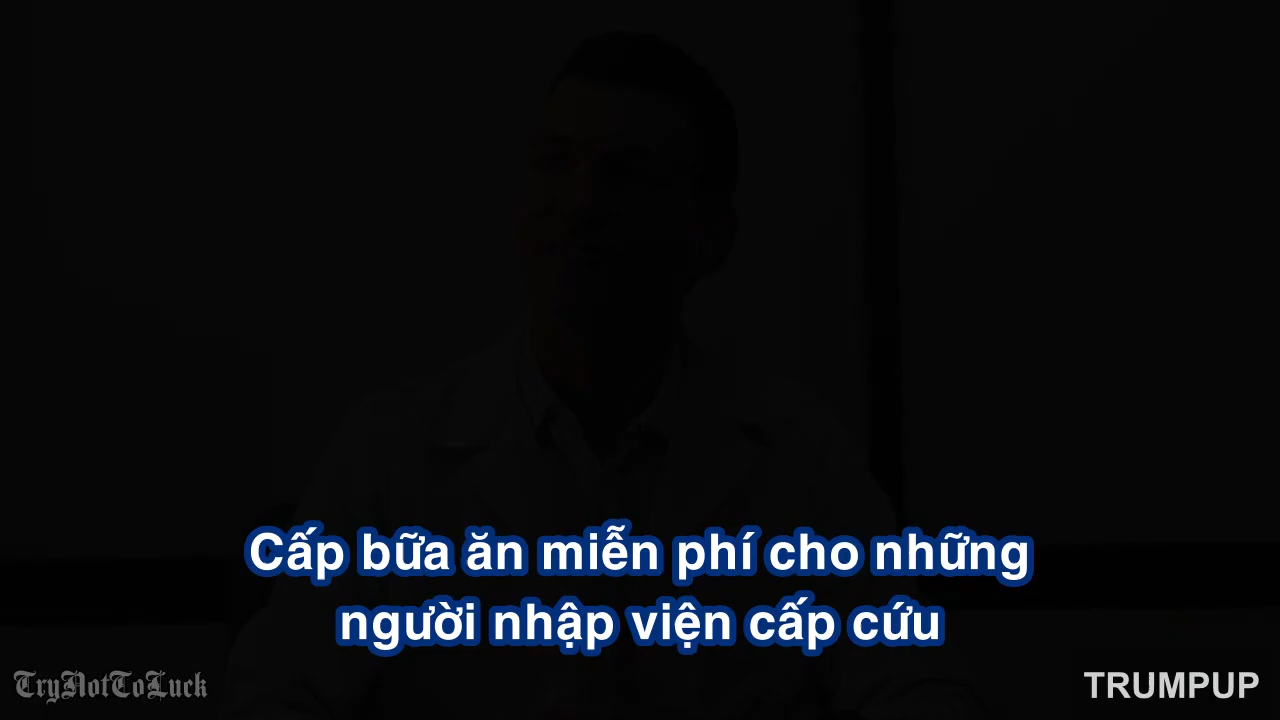 Cấp bữa ăn miễn phí cho những
người nhập viện cấp cứu
TryNotToLuck
TRUMPUP